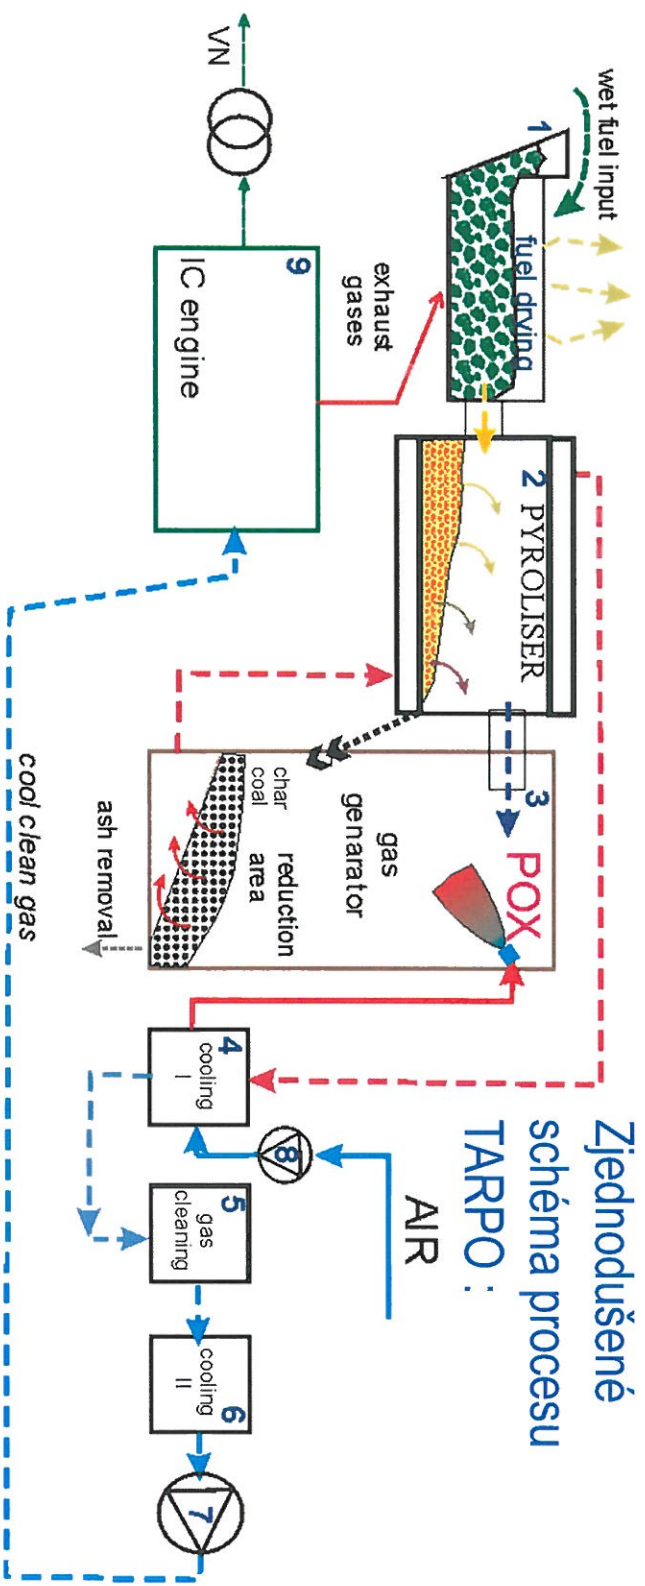 Zjednodušené
schéma procesu
TARPO :
wet fuel input
1
fuel drying
2 PYROLISER
3
POX
gas
genarator
char
coal
reduction
area
ash removal
exhaust
gases
9
IC engine
VN
AIR
8
4
cooling
I
5
gas
cleaning
6
cooling
II
7
cool clean gas